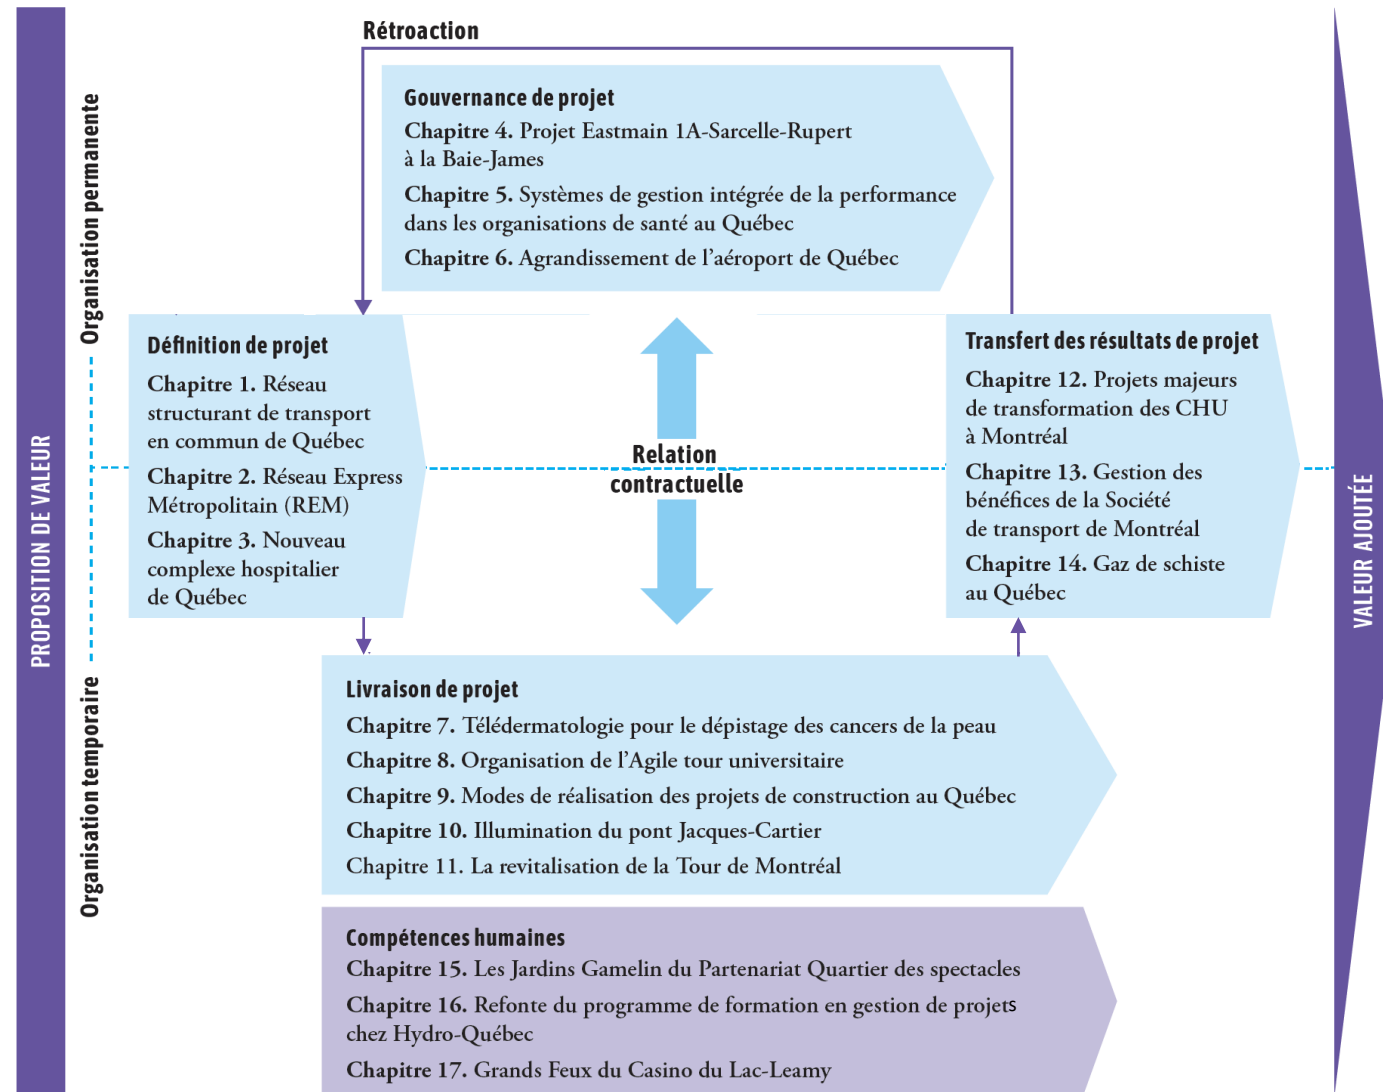 Rétroaction
Gouvernance de projet
Chapitre 4. Projet Eastmain 1A-Sarcelle-Rupert
à la Baie-James
Chapitre 5. Systèmes de gestion intégrée de la performance
dans les organisations de santé au Québec
Chapitre 6. Agrandissement de l’aéroport de Québec
PROPOSITION DE VALEUR
Organisation permanente
Organisation temporaire
Définition de projet
Chapitre 1. Réseau
structurant de transport
en commun de Québec
Chapitre 2. Réseau Express
Métropolitain (REM)
Chapitre 3. Nouveau
complexe hospitalier
de Québec
Relation
contractuelle
Transfert des résultats de projet
Chapitre 12. Projets majeurs
de transformation des CHU
à Montréal
Chapitre 13. Gestion des
bénéfices de la Société
de transport de Montréal
Chapitre 14. Gaz de schiste
au Québec
VALEUR AJOUTÉE
Livraison de projet
Chapitre 7. Télédermatologie pour le dépistage des cancers de la peau
Chapitre 8. Organisation de l’Agile tour universitaire
Chapitre 9. Modes de réalisation des projets de construction au Québec
Chapitre 10. Illumination du pont Jacques-Cartier
Chapitre 11. La revitalisation de la Tour de Montréal
Compétences humaines
Chapitre 15. Les Jardins Gamelin du Partenariat Quartier des spectacles
Chapitre 16. Refonte du programme de formation en gestion de projets
chez Hydro-Québec
Chapitre 17. Grands Feux du Casino du Lac-Leamy